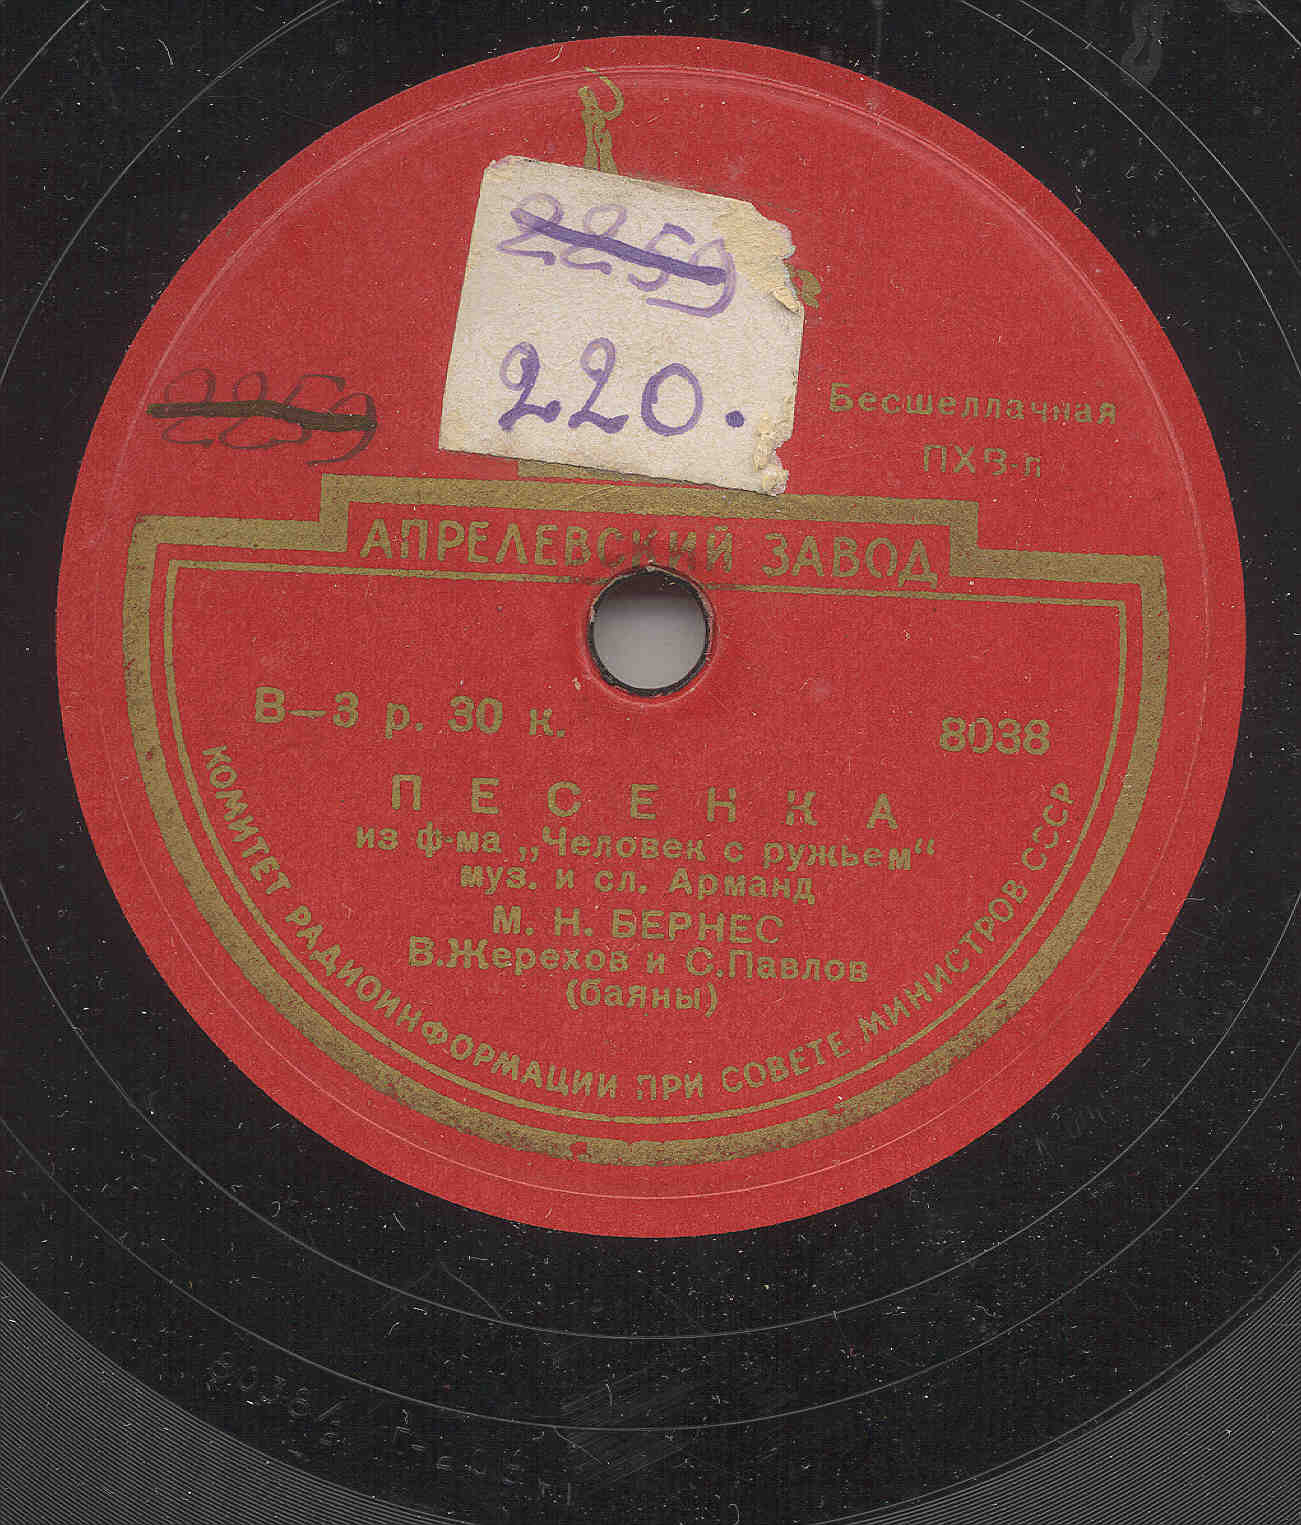 2259
220.
2259
Бесшеллачная
ПХВ-п
АПРЕЛЕВСКИЙ ЗАВОД
В—3 р. 30 к.
8038
ПЕСЕНКА
из ф-ма „Человек с ружьем“
муз. и сл. Арманд
М. Н. БЕРНЕС
В.Жерехов и С.Павлов
(баяны)
КОМИТЕТ РАДИОИНФОРМАЦИИ ПРИ СОВЕТЕ МИНИСТРОВ СССР